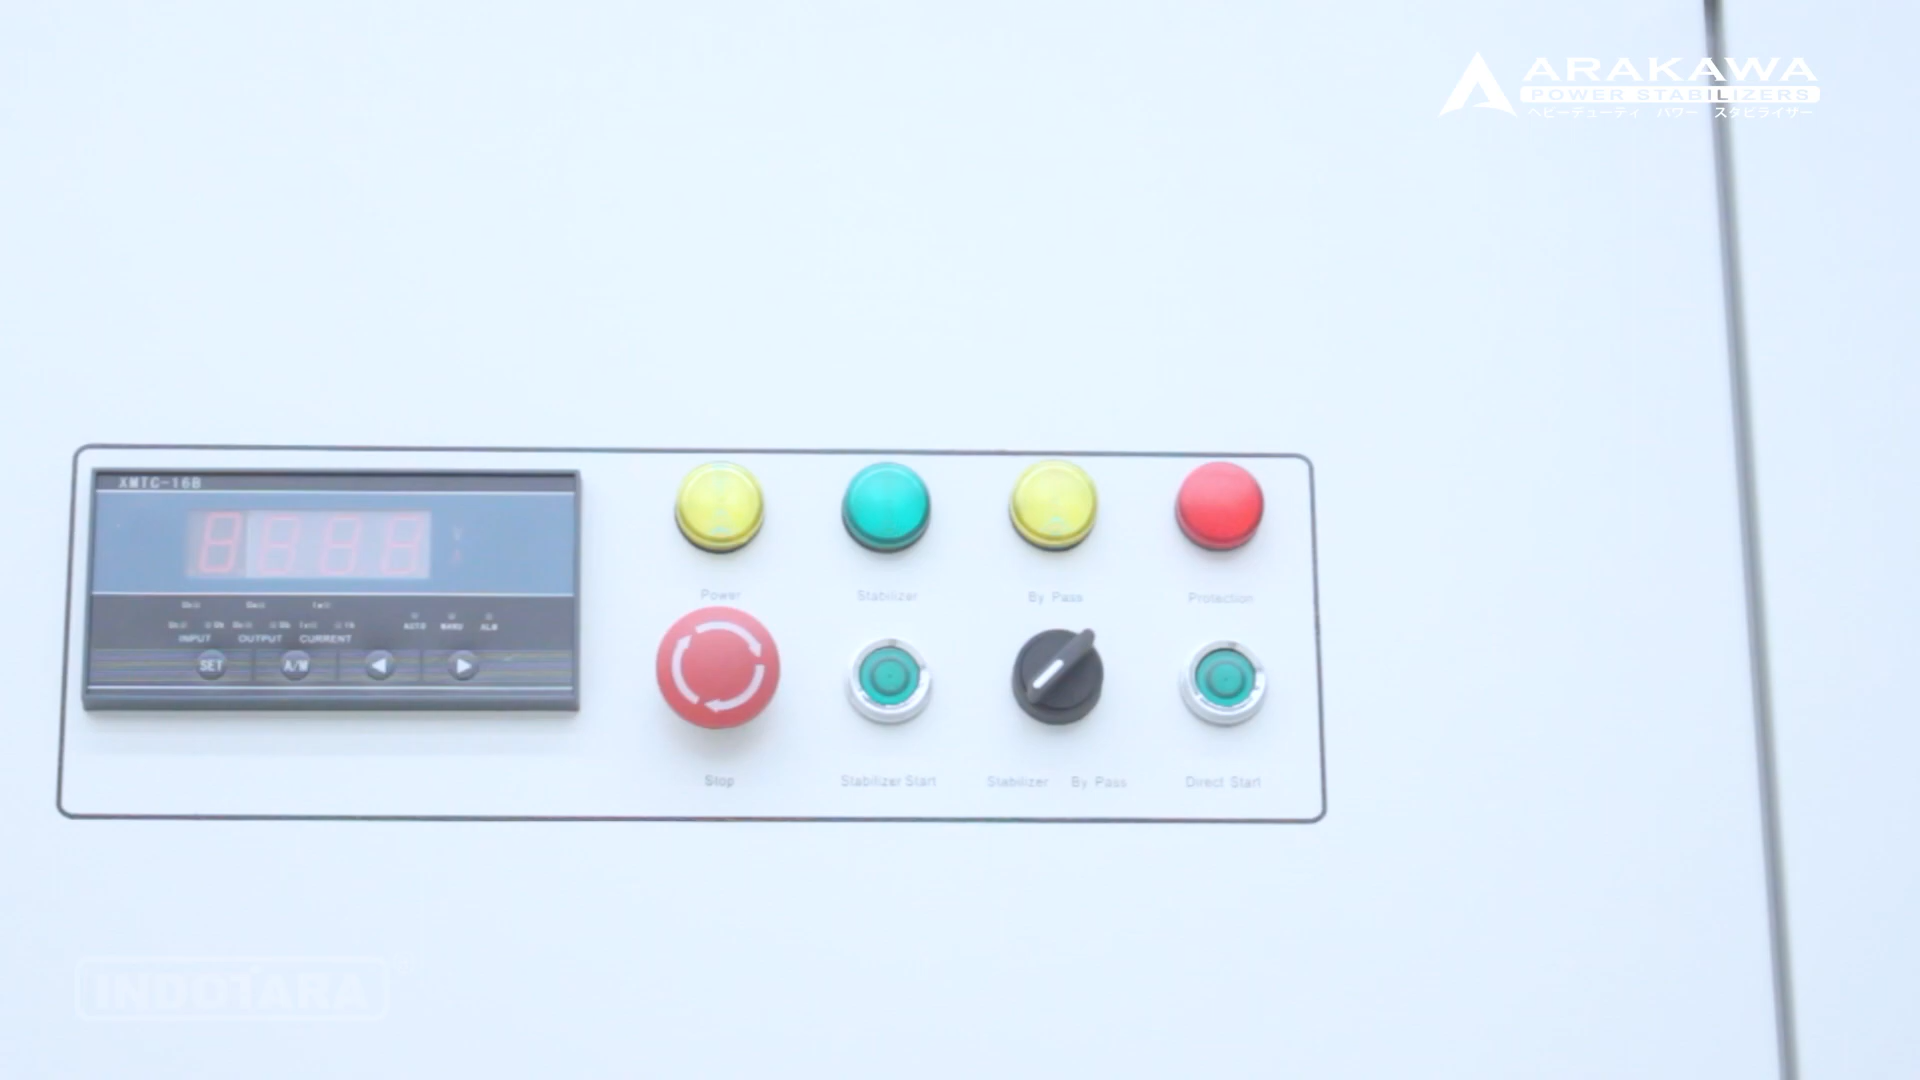 ARAKAWA
POWER STABILIZERS
ヘビーデューティ パワー スタビライザー
XMTC-16B
AUTO MANU ALM
INPUT OUTPUT CURRENT
SET A/M
Power Stabilizer By Pass Protection
Stop Stabilizer Start Stabilizer By Pass Direct Start
INDOTARA